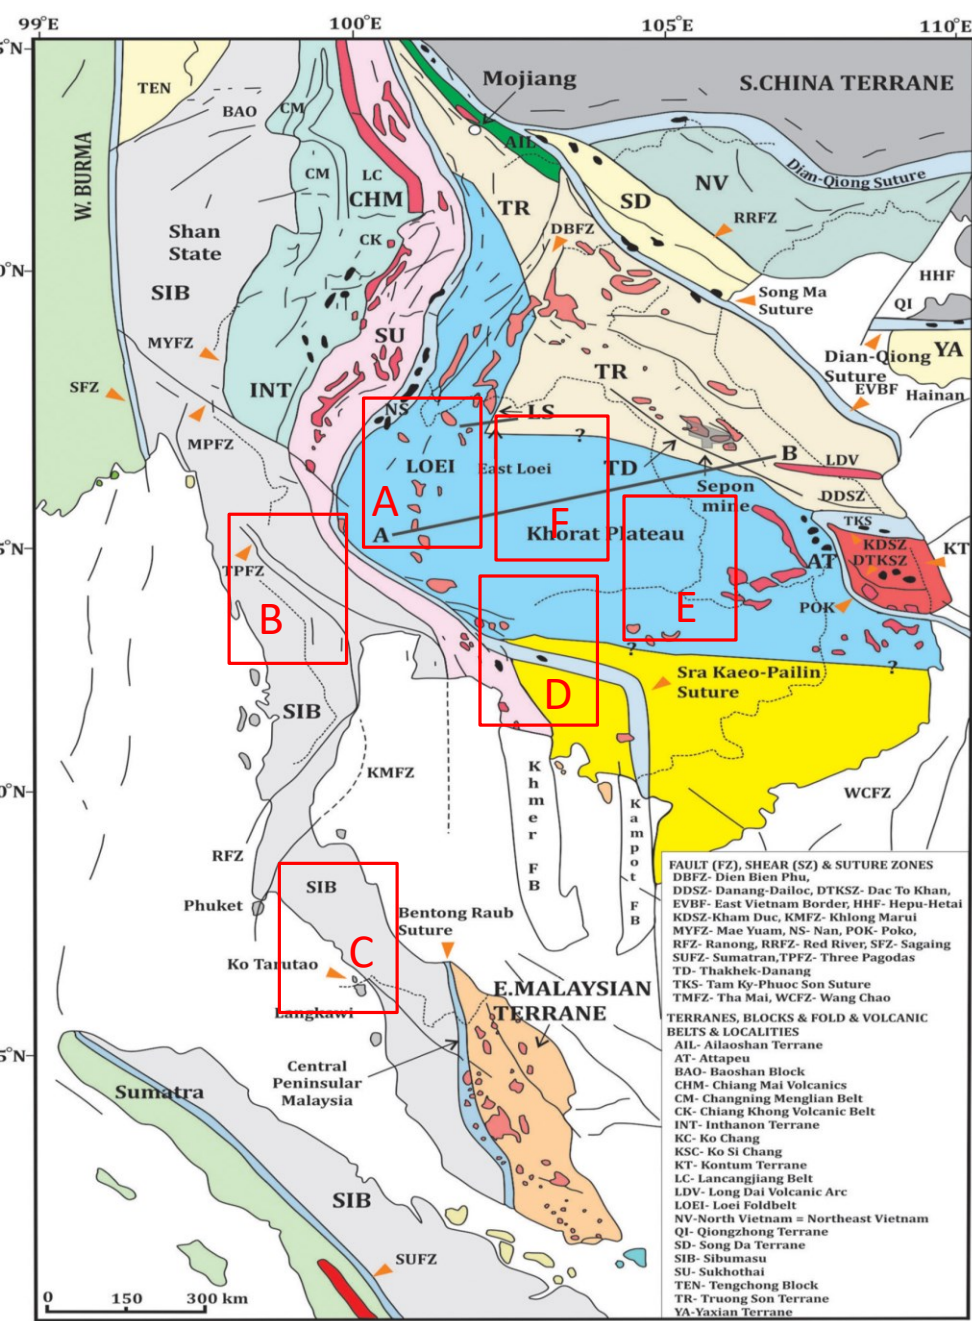 99°E 100°E 105°E 110°E
5°N
TEN
BAO
CM
Mojiang
S.CHINA TERRANE
W. BURMA
AIL
CM
LC
CHM
Dian-Qiong Suture
NV
SD
TR
RRFZ
DBFZ
Shan
State
CK
HHF
0°N
SIB
Song Ma
Suture
QI
MYFZ
SU
Dian-Qiong
Suture
YA
TR
SFZ
INT
EVBF
Hainan
NS
LS
MPFZ
?
LOEI
East Loei
TD
B
LDV
Sepon
mine
DDSZ
A
F
A
Khorat Plateau
TKS
5°N
KDSZ
KT
AT
DTKSZ
TPFZ
POK
B
E
?
?
Sra Kaeo-Pailin
Suture
D
SIB
KMFZ
0°N
Khmer FB
Kampot FB
WCFZ
RFZ
SIB
Phuket
Bentong Raub
Suture
C
Ko Tarutao
E.MALAYSIAN
TERRANE
Langkawi
5°N
Central
Peninsular
Malaysia
Sumatra
SIB
SUFZ
0 150 300 km
FAULT (FZ), SHEAR (SZ) & SUTURE ZONES
DBFZ- Dien Bien Phu,
DDSZ- Danang-Dailoc, DTKSZ- Dac To Khan,
EVBF- East Vietnam Border, HHF- Hepu-Hetai
KDSZ-Kham Duc, KMFZ- Khlong Marui
MYFZ- Mae Yuam, NS- Nan, POK- Poko,
RFZ- Ranong, RRFZ- Red River, SFZ- Sagaing
SUFZ- Sumatran,TPFZ- Three Pagodas
TD- Thakhek-Danang
TKS- Tam Ky-Phuoc Son Suture
TMFZ- Tha Mai, WCFZ- Wang Chao
TERRANES, BLOCKS & FOLD & VOLCANIC
BELTS & LOCALITIES
AIL- Ailaoshan Terrane
AT- Attapeu
BAO- Baoshan Block
CHM- Chiang Mai Volcanics
CM- Changning Menglian Belt
CK- Chiang Khong Volcanic Belt
INT- Inthanon Terrane
KC- Ko Chang
KSC- Ko Si Chang
KT- Kontum Terrane
LC- Lancangjiang Belt
LDV- Long Dai Volcanic Arc
LOEI- Loei Foldbelt
NV-North Vietnam = Northeast Vietnam
QI- Qiongzhong Terrane
SD- Song Da Terrane
SIB- Sibumasu
SU- Sukhothai
TEN- Tengchong Block
TR- Truong Son Terrane
YA-Yaxian Terrane